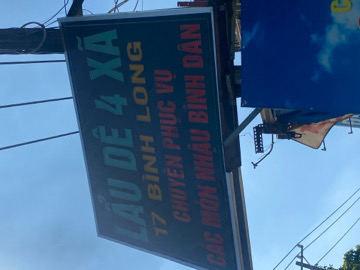 LẨU DÊ 4 XÃ
17 BÌNH LONG
CHUYÊN PHỤC VỤ
CÁC MÓN NHẬU BÌNH DÂN